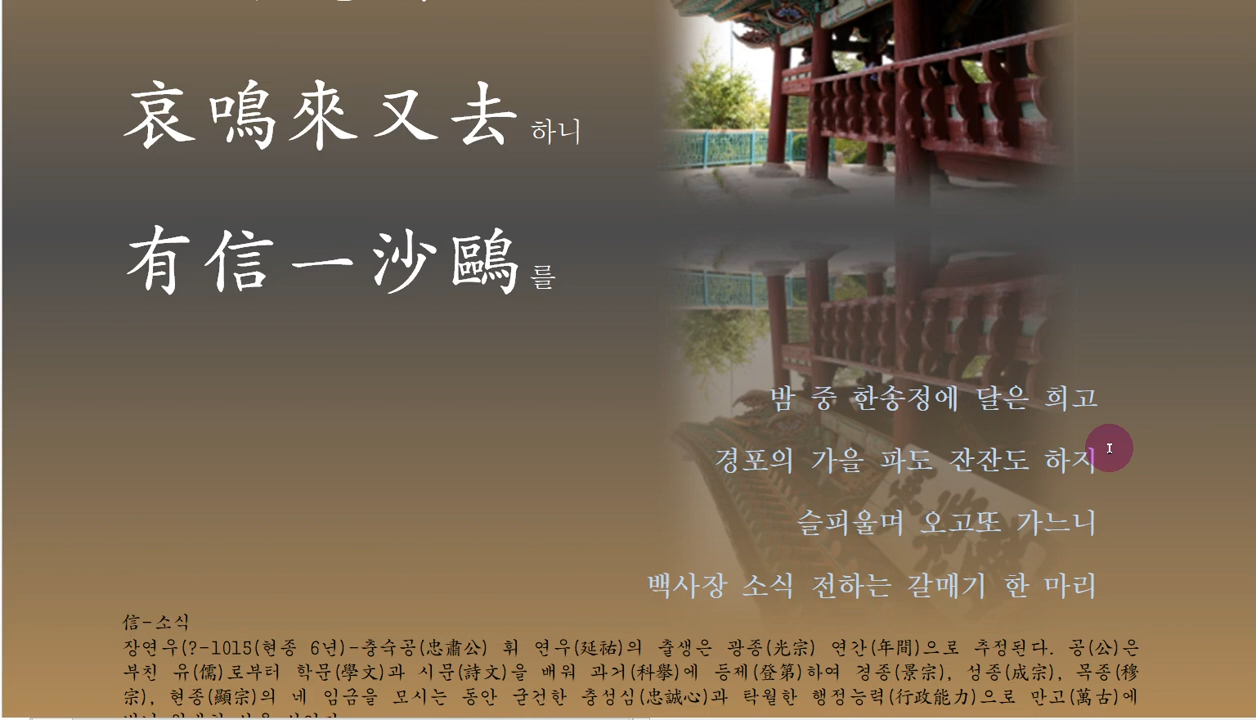 哀鳴來又去 하니
有信一沙鷗 를
밤 중 한송정에 달은 희고
경포의 가을 파도 잔잔도 하지
슬피울며 오고또 가느니
백사장 소식 전하는 갈매기 한 마리
信-소식
장연우(?-1015(현종 6년)-충숙공(忠肅公) 휘 연우(延祐)의 출생은 광종(光宗) 연간(年間)으로 추정된다. 공(公)은
부친 유(儒)로부터 학문(學文)과 시문(詩文)을 배워 과거(科擧)에 등제(登第)하여 경종(景宗), 성종(成宗), 목종(穆
宗), 현종(顯宗)의 네 임금을 모시는 동안 굳건한 충성심(忠誠心)과 탁월한 행정능력(行政能力)으로 만고(萬古)에